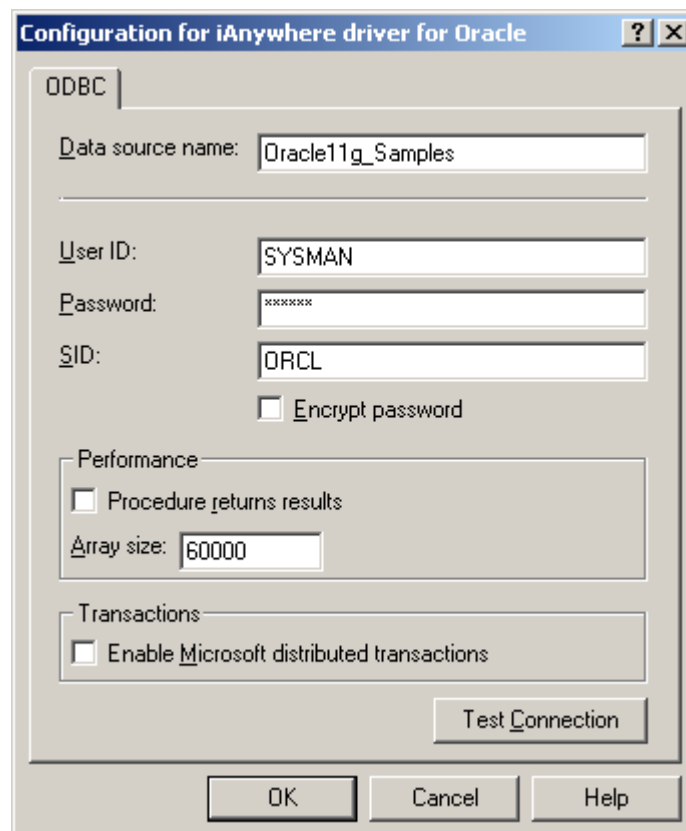 Configuration for iAnywhere driver for Oracle
ODBC
Data source name: Oracle11g_Samples
User ID: SYSMAN
Password: ******
SID: ORCL
Encrypt password
Performance
Procedure returns results
Array size: 60000
Transactions
Enable Microsoft distributed transactions
Test Connection
OK Cancel Help